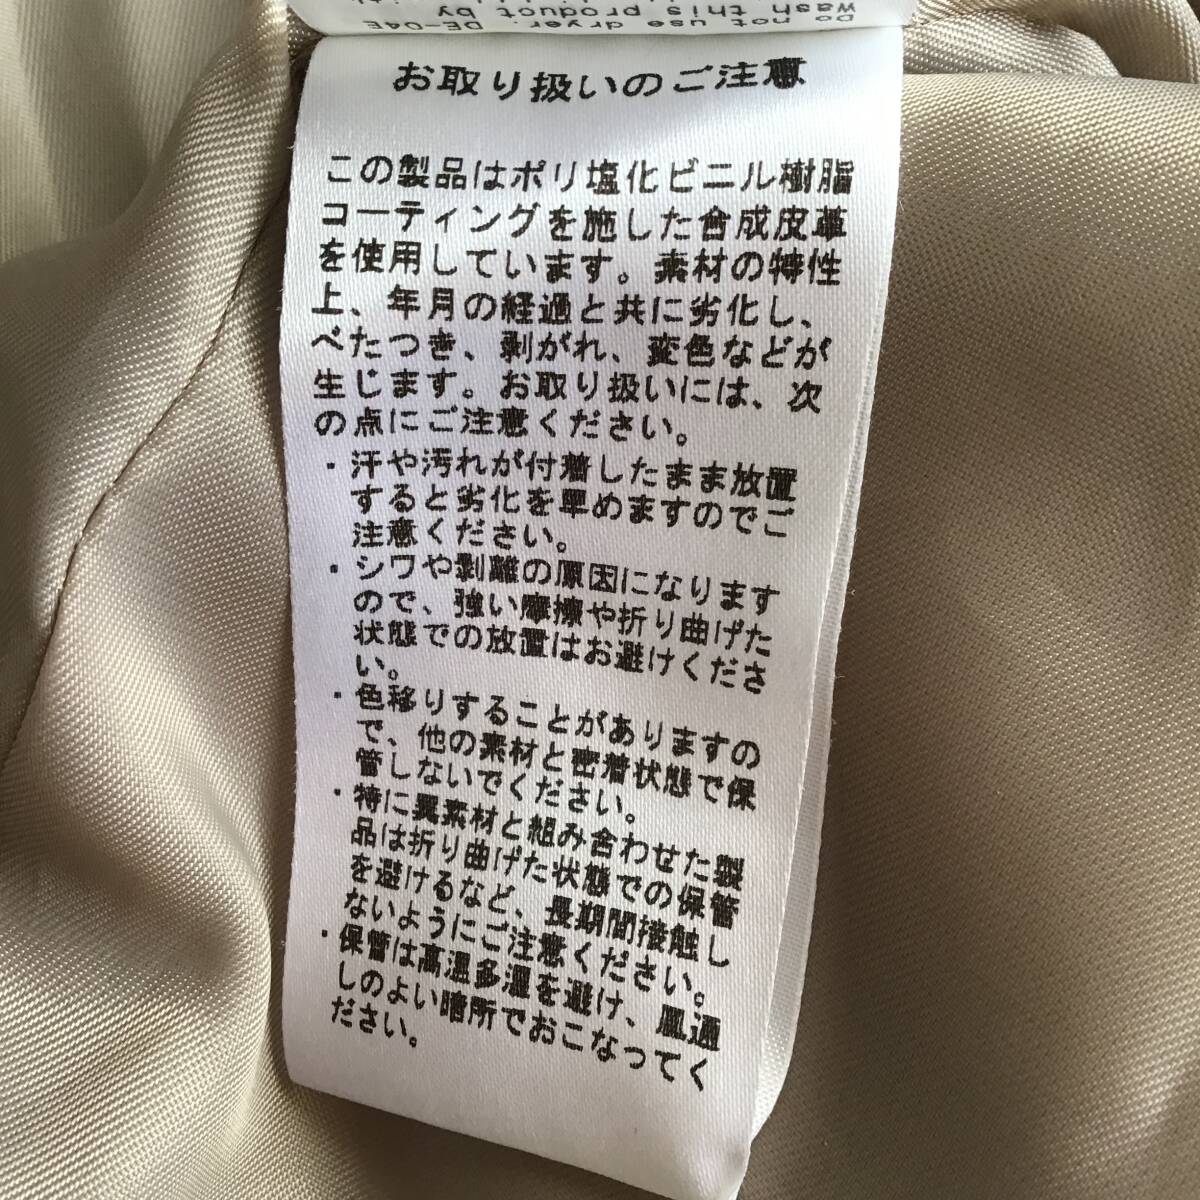 Do not use dryer DE-04E
Wash this product by
お取り扱いのご注意
この製品はポリ塩化ビニル樹脂
コーティングを施した合成皮革
を使用しています。素材の特性
上、年月の経過と共に劣化し、
べたつき、剥がれ、変色などが
生じます。お取り扱いには、次
の点にご注意ください。
・汗や汚れが付着したまま放置
すると劣化を早めますのでご
注意ください。
・シワや剥離の原因になります
ので、強い摩擦や折り曲げた
状態での放置はお避けくださ
い。
・色移りすることがありますの
で、他の素材と密着状態で保
管しないでください。
・特に異素材と組み合わせた製
品は折り曲げた状態での保管
を避けるなど、長期間接触し
ないようにご注意ください。
・保管は高温多湿を避け、風通
しのよい暗所でおこなってく
ださい。